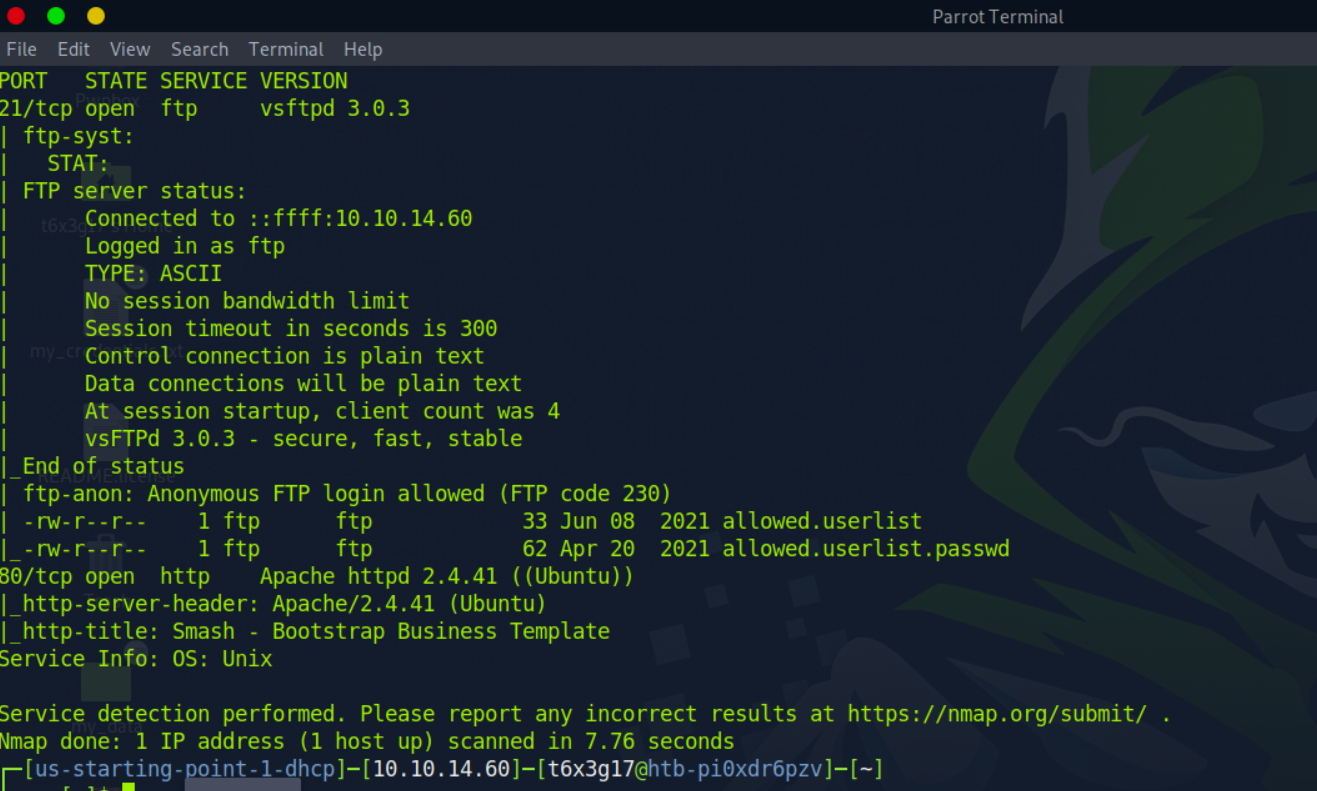 Parrot Terminal
File Edit View Search Terminal Help
PORT   STATE SERVICE VERSION
21/tcp open  ftp     vsftpd 3.0.3
| ftp-syst:
|   STAT:
| FTP server status:
|      Connected to ::ffff:10.10.14.60
|      Logged in as ftp
|      TYPE: ASCII
|      No session bandwidth limit
|      Session timeout in seconds is 300
|      Control connection is plain text
|      Data connections will be plain text
|      At session startup, client count was 4
|      vsFTPd 3.0.3 - secure, fast, stable
|_End of status
| ftp-anon: Anonymous FTP login allowed (FTP code 230)
| -rw-r--r--    1 ftp      ftp            33 Jun 08  2021 allowed.userlist
|_-rw-r--r--    1 ftp      ftp            62 Apr 20  2021 allowed.userlist.passwd
80/tcp open  http    Apache httpd 2.4.41 ((Ubuntu))
|_http-server-header: Apache/2.4.41 (Ubuntu)
|_http-title: Smash - Bootstrap Business Template
Service Info: OS: Unix
Service detection performed. Please report any incorrect results at https://nmap.org/submit/ .
Nmap done: 1 IP address (1 host up) scanned in 7.76 seconds
┌─[us-starting-point-1-dhcp]─[10.10.14.60]─[t6x3g17@htb-pi0xdr6pzv]─[~]